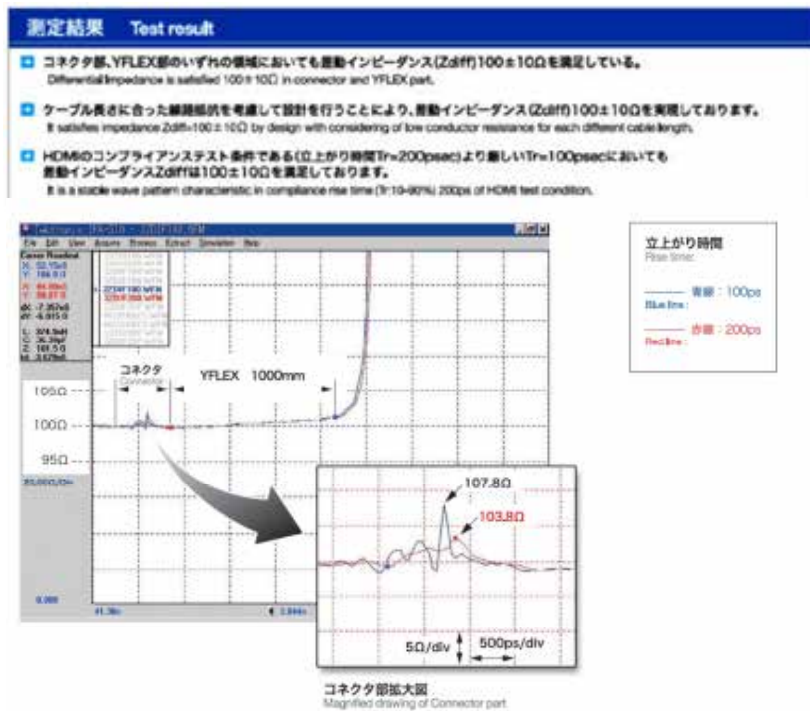 測定結果 Test result
コネクタ部、YFLEX部のいずれの領域においても差動インピーダンス(Zdiff)100±10Ωを満足している。
Differential Impedance is satisfied 100±10Ω in connector and YFLEX part.
ケーブル長さに合った線路抵抗を考慮して設計を行うことにより、差動インピーダンス(Zdiff)100±10Ωを実現しております。
It satisfies impedance Zdiff=100±10Ω by design with considering of low conductor resistance for each different cable length.
HDMIのコンプライアンステスト条件である(立上がり時間Tr=200psec)より厳しいTr=100psecにおいても
差動インピーダンスZdiffは100±10Ωを満足しております。
It is a stable wave pattern characteristic in compliance rise time (Tr:10-90%) 200ps of HDMI test condition.
File Edit View Acquire Process Extract Simulation Help
Cursor Readout
コネクタ
Connector
YFLEX 1000mm
105Ω
100Ω
95Ω
立上がり時間
Rise time:
青線：100ps
Blue line:
赤線：200ps
Red line:
107.8Ω
103.8Ω
5Ω/div
500ps/div
コネクタ部拡大図
Magnified drawing of Connector part